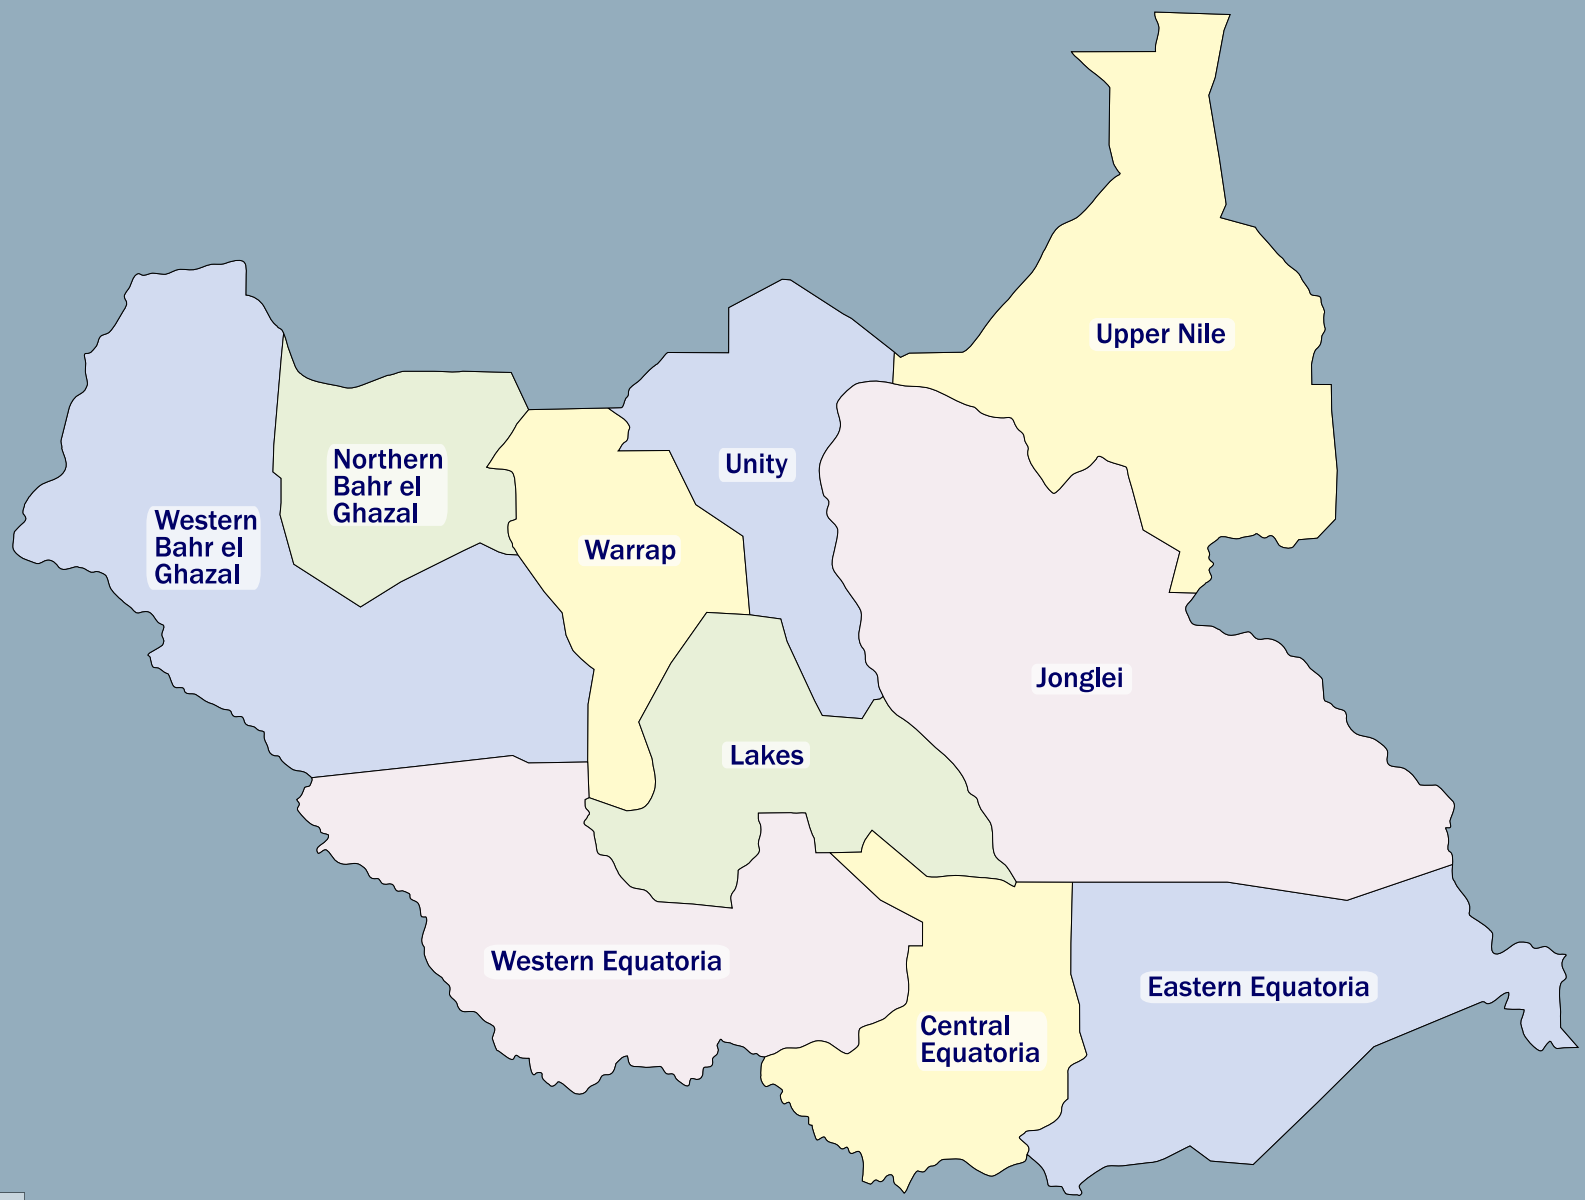 Upper Nile
Northern
Bahr el
Ghazal
Unity
Western
Bahr el
Ghazal
Warrap
Jonglei
Lakes
Western Equatoria
Eastern Equatoria
Central
Equatoria